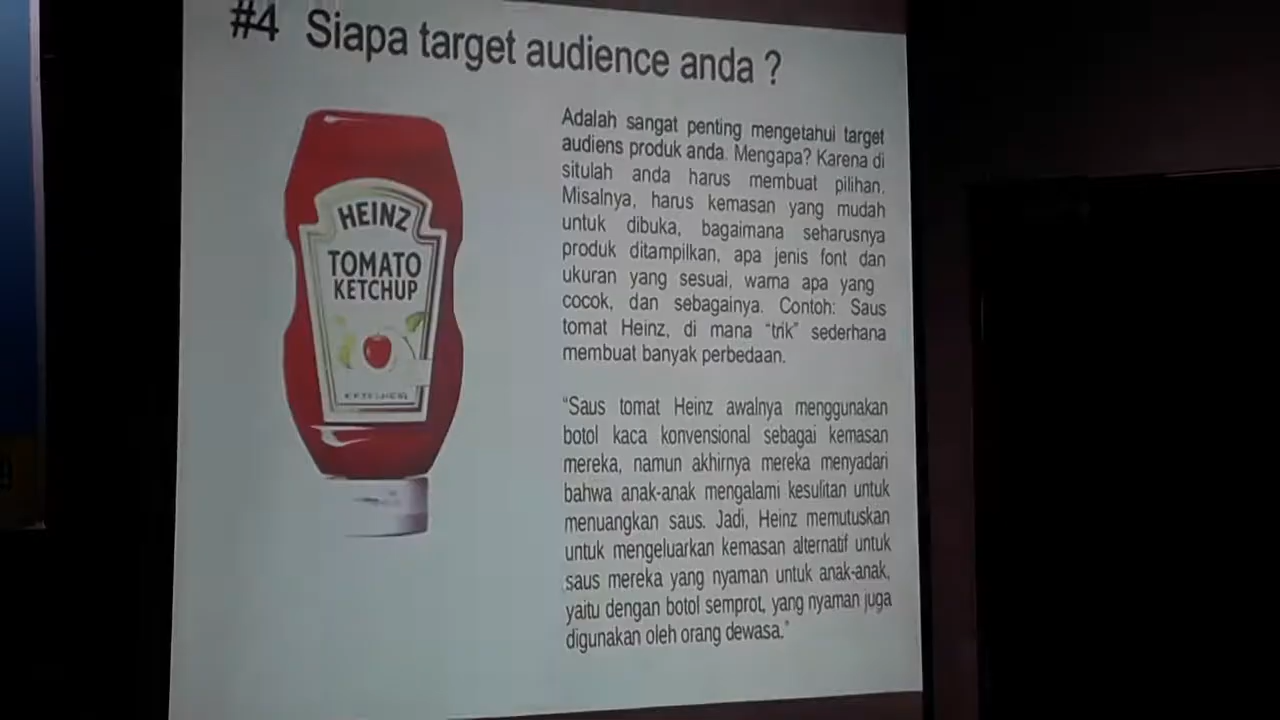 #4 Siapa target audience anda ?
HEINZ
TOMATO
KETCHUP
Adalah sangat penting mengetahui target
audiens produk anda. Mengapa? Karena di
situlah anda harus membuat pilihan.
Misalnya, harus kemasan yang mudah
untuk dibuka, bagaimana seharusnya
produk ditampilkan, apa jenis font dan
ukuran yang sesuai, warna apa yang
cocok, dan sebagainya. Contoh: Saus
tomat Heinz, di mana "trik" sederhana
membuat banyak perbedaan.
"Saus tomat Heinz awalnya menggunakan
botol kaca konvensional sebagai kemasan
mereka, namun akhirnya mereka menyadari
bahwa anak-anak mengalami kesulitan untuk
menuangkan saus. Jadi, Heinz memutuskan
untuk mengeluarkan kemasan alternatif untuk
saus mereka yang nyaman untuk anak-anak,
yaitu dengan botol semprot, yang nyaman juga
digunakan oleh orang dewasa."